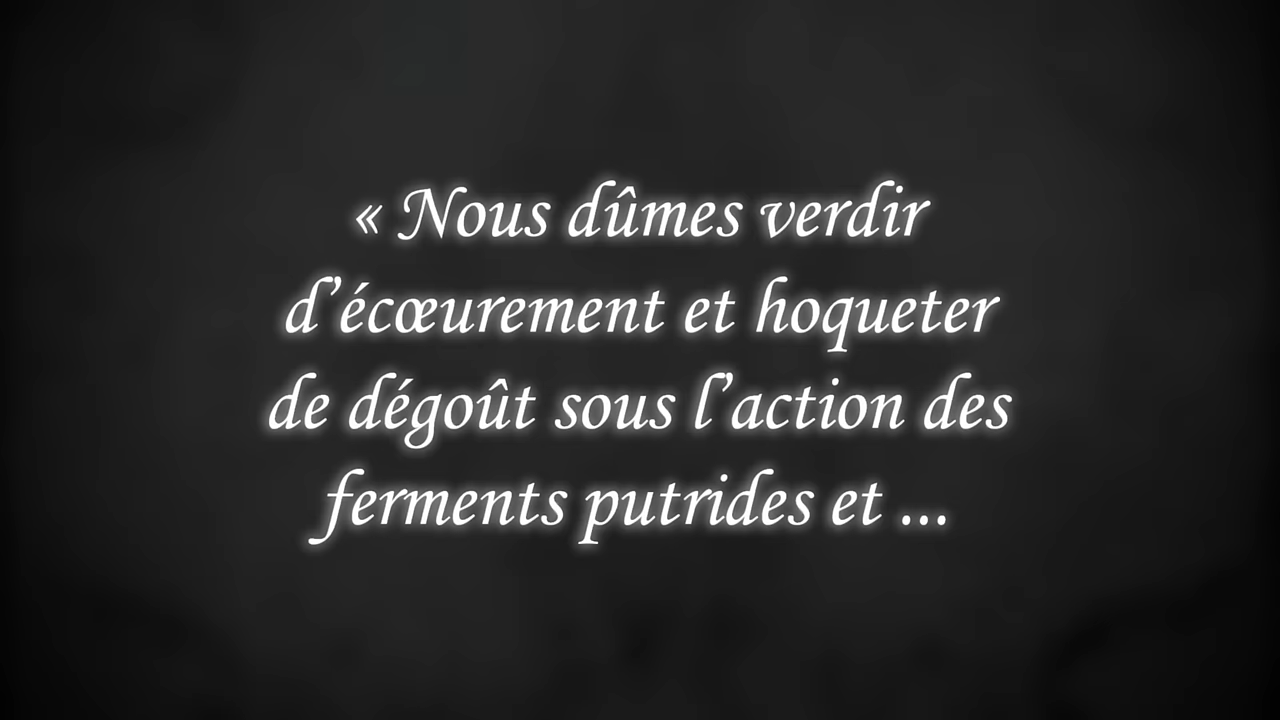 « Nous dûmes verdir
d’écœurement et hoqueter
de dégoût sous l’action des
ferments putrides et ...